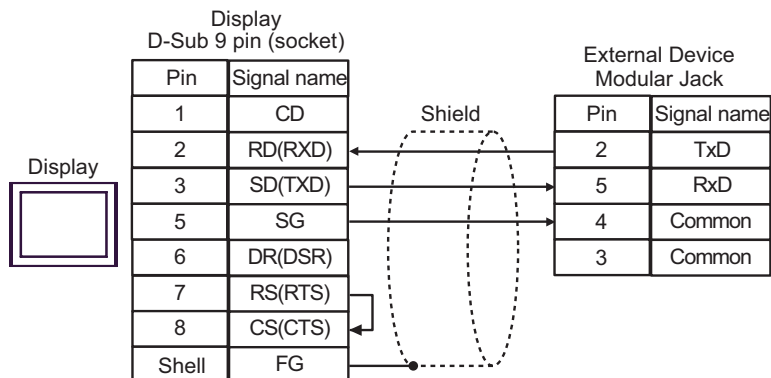 Display
D-Sub 9 pin (socket)
Pin Signal name
1 CD
2 RD(RXD)
3 SD(TXD)
5 SG
6 DR(DSR)
7 RS(RTS)
8 CS(CTS)
Shell FG
Display
Shield
External Device
Modular Jack
Pin Signal name
2 TxD
5 RxD
4 Common
3 Common